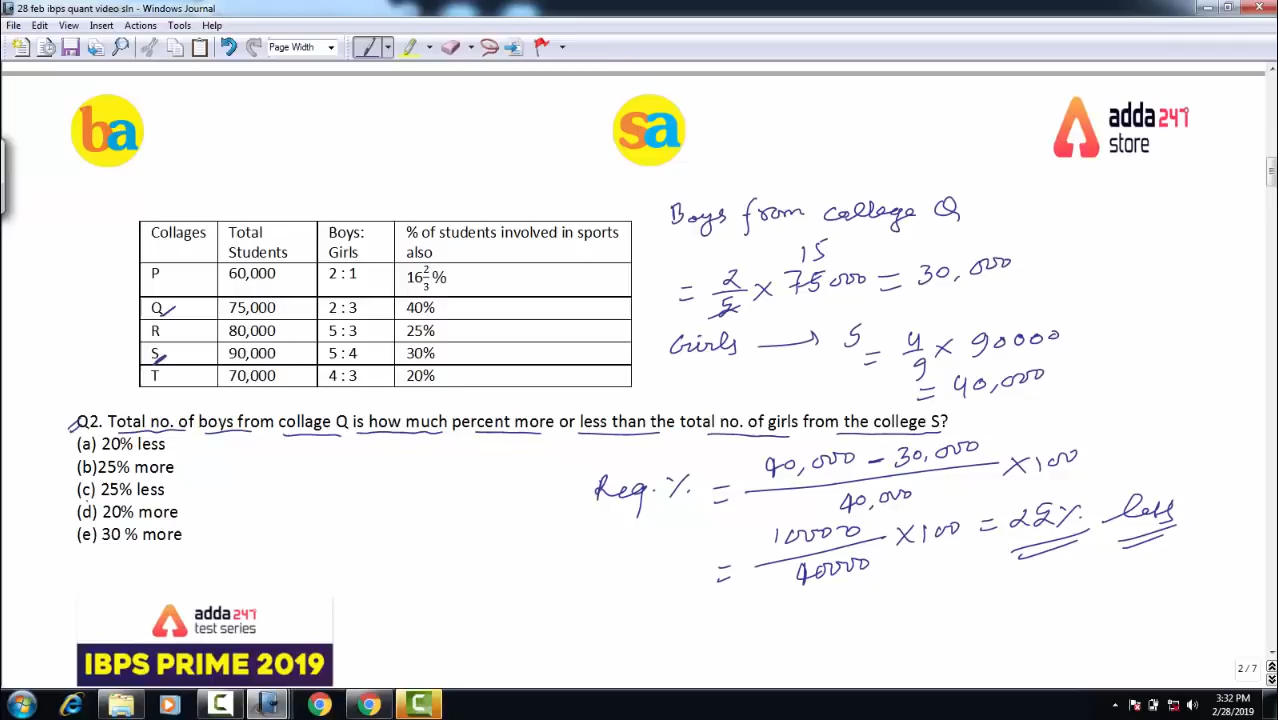 28 feb ibps quant video sln - Windows Journal
File Edit View Insert Actions Tools Help
Page Width
ba
sa
adda247
store
Collages Total Students Boys: Girls % of students involved in sports also
P 60,000 2 : 1 16 2/3%
Q 75,000 2 : 3 40%
R 80,000 5 : 3 25%
S 90,000 5 : 4 30%
T 70,000 4 : 3 20%
Boys from college Q
15
= 2/5 × 75000 = 30,000
Girls → S = 4/9 × 90000
= 40,000
Q2. Total no. of boys from collage Q is how much percent more or less than the total no. of girls from the college S?
(a) 20% less
(b)25% more
(c) 25% less
(d) 20% more
(e) 30 % more
Req. % = 40,000 - 30,000 / 40,000 × 100
= 10000 / 40000 × 100 = 25% less
adda247
test series
IBPS PRIME 2019
2 / 7
3:32 PM
2/28/2019